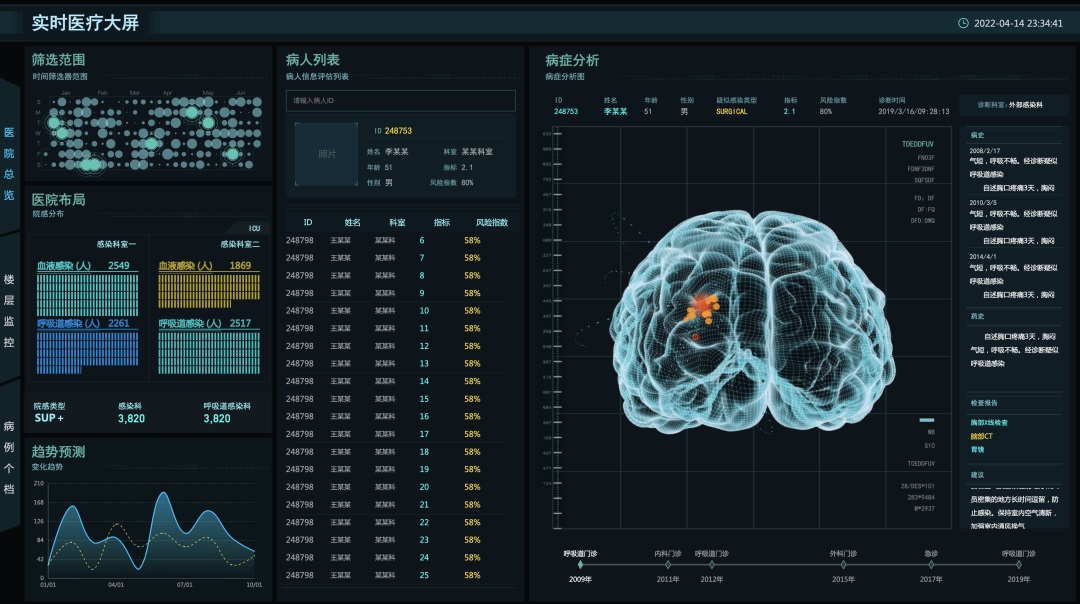 实时医疗大屏
2022-04-14 23:34:41
医院总览
楼层监控
病例个档
筛选范围
时间筛选器范围
Jan Feb Mar Apr May Jun
S
M
W
T
F
S
医院布局
院感分布
ICU
感染科室一 感染科室二
血液感染 (人) 2549 血液感染 (人) 1869
呼吸道感染 (人) 2261 呼吸道感染 (人) 2517
院感类型 感染科 呼吸道感染科
SUP+ 3,820 3,820
趋势预测
变化趋势
210
168
126
84
42
0
01/01 04/01 07/01 10/01
病人列表
病人信息评估列表
请输入病人ID
照片
ID 248753
姓名 李某某 科室 某某科室
年龄 51 指标 2.1
性别 男 风险指数 80%
ID 姓名 科室 指标 风险指数
248798 王某某 某某科 6 58%
248798 王某某 某某科 7 58%
248798 王某某 某某科 8 58%
248798 王某某 某某科 9 58%
248798 王某某 某某科 10 58%
248798 王某某 某某科 11 58%
248798 王某某 某某科 12 58%
248798 王某某 某某科 13 58%
248798 王某某 某某科 14 58%
248798 王某某 某某科 15 58%
248798 王某某 某某科 16 58%
248798 王某某 某某科 17 58%
248798 王某某 某某科 18 58%
248798 王某某 某某科 19 58%
248798 王某某 某某科 20 58%
248798 王某某 某某科 21 58%
248798 王某某 某某科 22 58%
248798 王某某 某某科 23 58%
248798 王某某 某某科 24 58%
248798 王某某 某某科 25 58%
病症分析
病症分析图
ID 姓名 年龄 性别 疑似感染类型 指标 风险指数 诊断时间
248753 李某某 51 男 SURGICAL 2.1 80% 2019/3/16/09:28:13
TDEDDFUV
FNO3F
FDNF3DNF
SQFSDF
FD: DF
DF:FQ
DFD:DNQ
WB
S10
TOEDDFUV
28/DEG*101
283*9484
W*2937
呼吸道门诊 内科门诊 呼吸道门诊 外科门诊 急诊 呼吸道门诊
2009年 2011年 2012年 2015年 2017年 2019年
诊断科室: 外部感染科
病史
2008/2/17
气短，呼吸不畅。经诊断疑似
呼吸道感染
自述胸口疼痛3天，胸闷
2010/3/5
气短，呼吸不畅。经诊断疑似
呼吸道感染
自述胸口疼痛3天，胸闷
2014/4/1
气短，呼吸不畅。经诊断疑似
呼吸道感染
自述胸口疼痛3天，胸闷
药史
自述胸口疼痛3天，胸闷
气短，呼吸不畅。经诊断疑似
呼吸道感染
检查报告
胸部X线检查
脑部CT
胃镜
建议
员密集的地方长时间逗留，防
止感染。保持室内空气清新，
加强室内通风换气